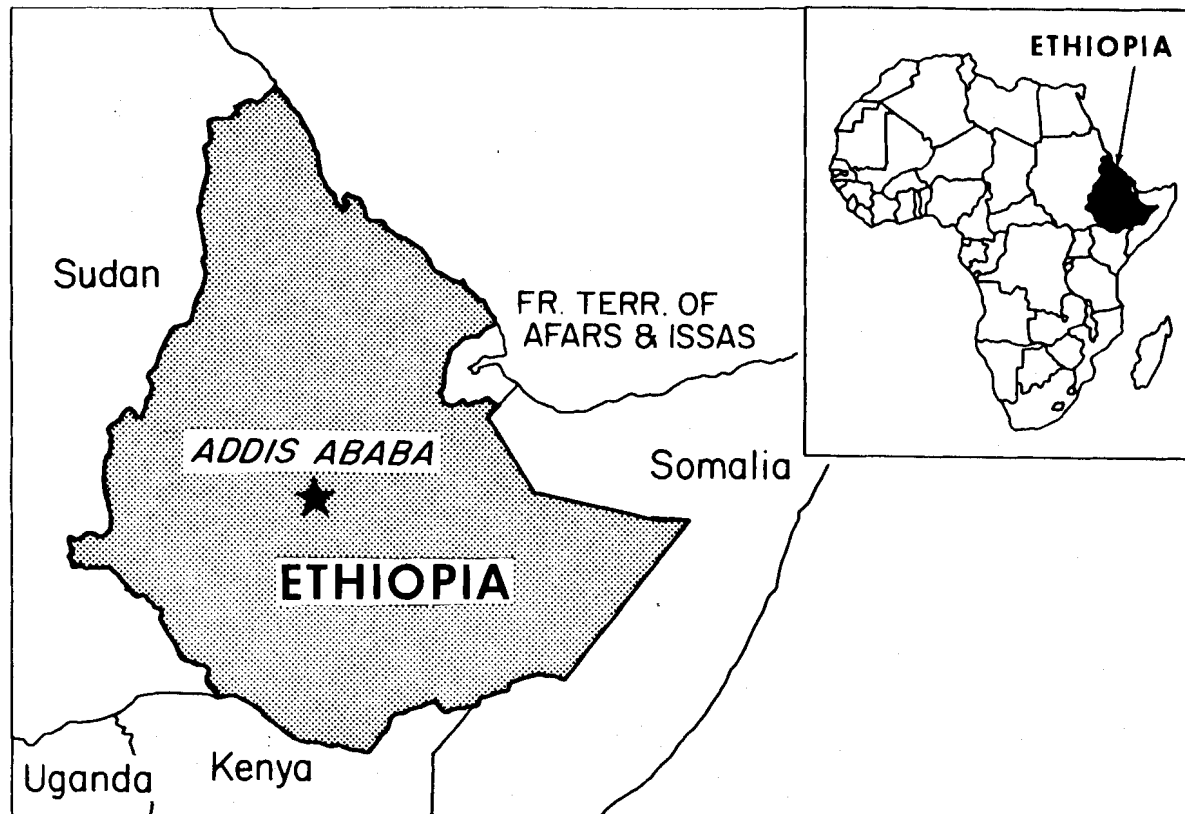 ETHIOPIA
Sudan
FR. TERR. OF
AFARS & ISSAS
ADDIS ABABA
Somalia
ETHIOPIA
Uganda
Kenya